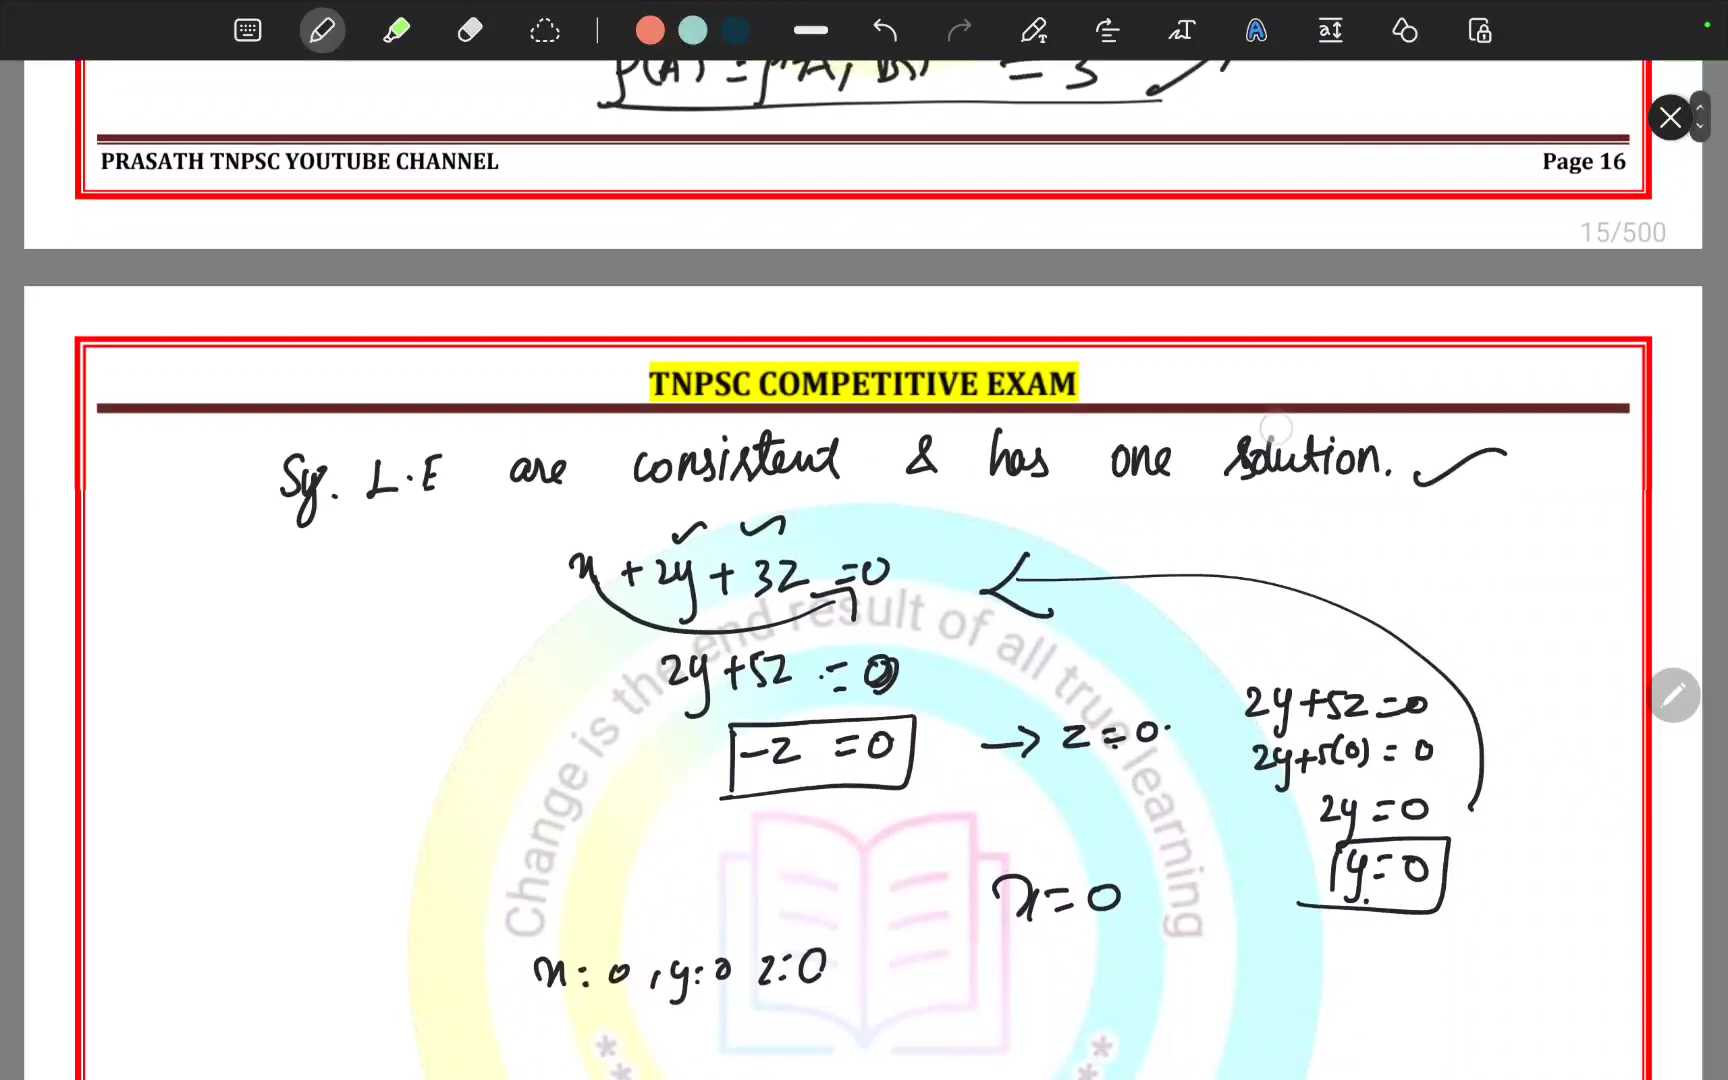 ρ(A) = ρ(A, B) = 3
PRASATH TNPSC YOUTUBE CHANNEL Page 16
15/500
TNPSC COMPETITIVE EXAM
Sy. L.E are consistent & has one solution.
x + 2y + 3z = 0
2y + 5z = 0
-z = 0 → z = 0.
2y + 5z = 0
2y + 5(0) = 0
2y = 0
y = 0
x = 0
x = 0, y = 0 z = 0
Change is the end result of all true learning